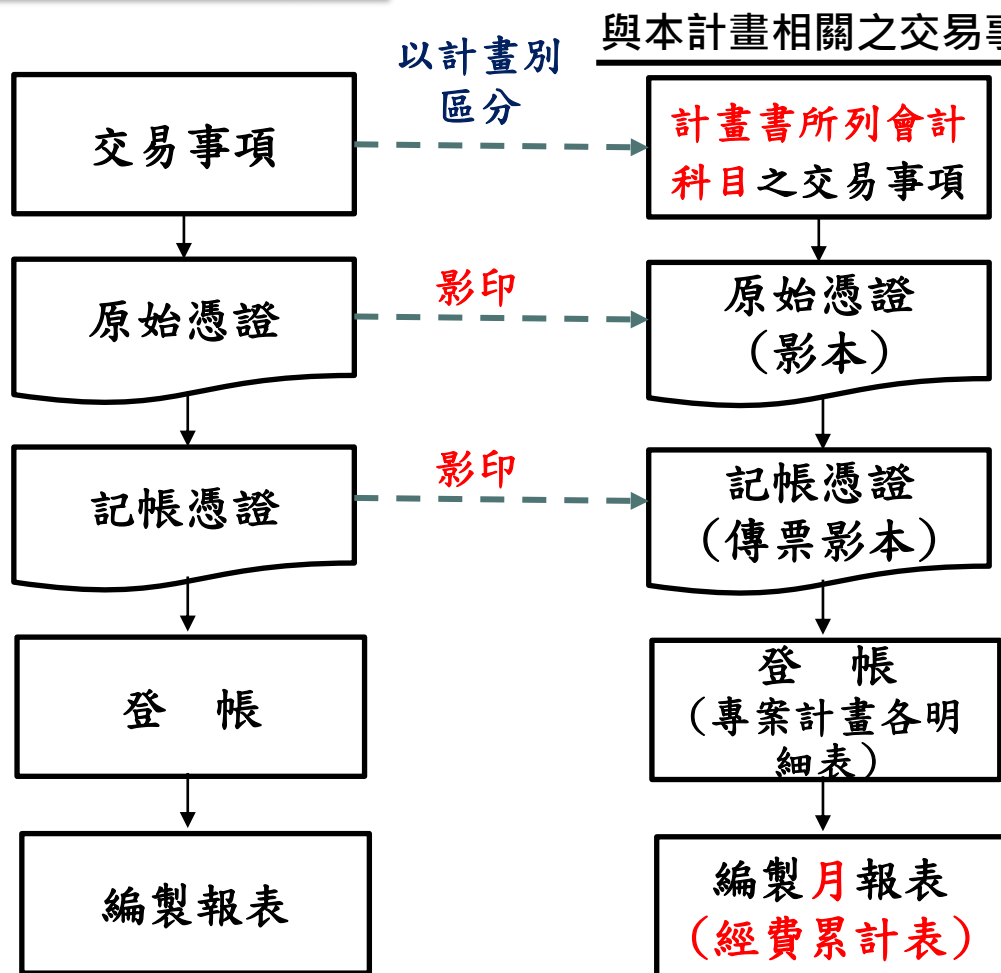 與本計畫相關之交易事
以計畫別
區分
交易事項
計畫書所列會計
科目之交易事項
原始憑證
影印
原始憑證
（影本）
記帳憑證
影印
記帳憑證
（傳票影本）
登 帳
登 帳
（專案計畫各明
細表）
編製報表
編製月報表
（經費累計表）